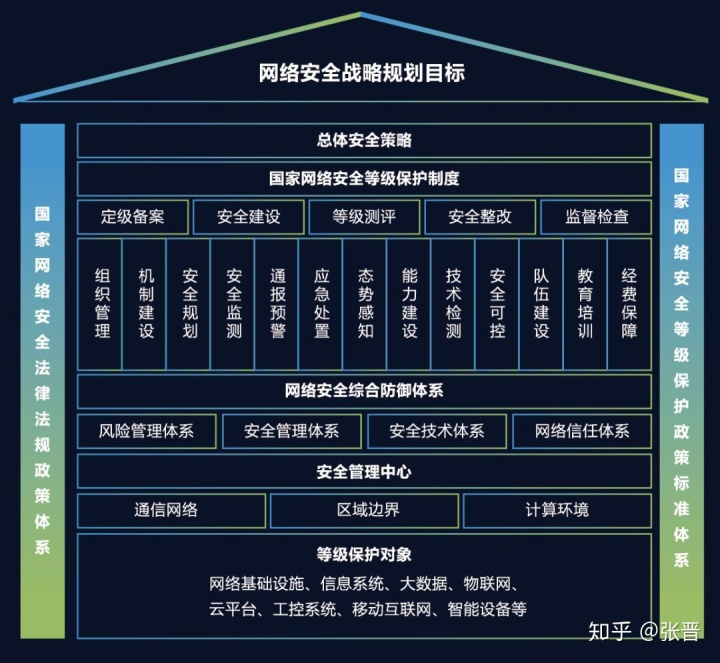 网络安全战略规划目标
国家网络安全法律法规政策体系
总体安全策略
国家网络安全等级保护制度
定级备案
安全建设
等级测评
安全整改
监督检查
组织管理
机制建设
安全规划
安全监测
通报预警
应急处置
态势感知
能力建设
技术检测
安全可控
队伍建设
教育培训
经费保障
网络安全综合防御体系
风险管理体系
安全管理体系
安全技术体系
网络信任体系
安全管理中心
通信网络
区域边界
计算环境
等级保护对象
网络基础设施、信息系统、大数据、物联网、
云平台、工控系统、移动互联网、智能设备等
国家网络安全等级保护政策标准体系
知乎 @张晋